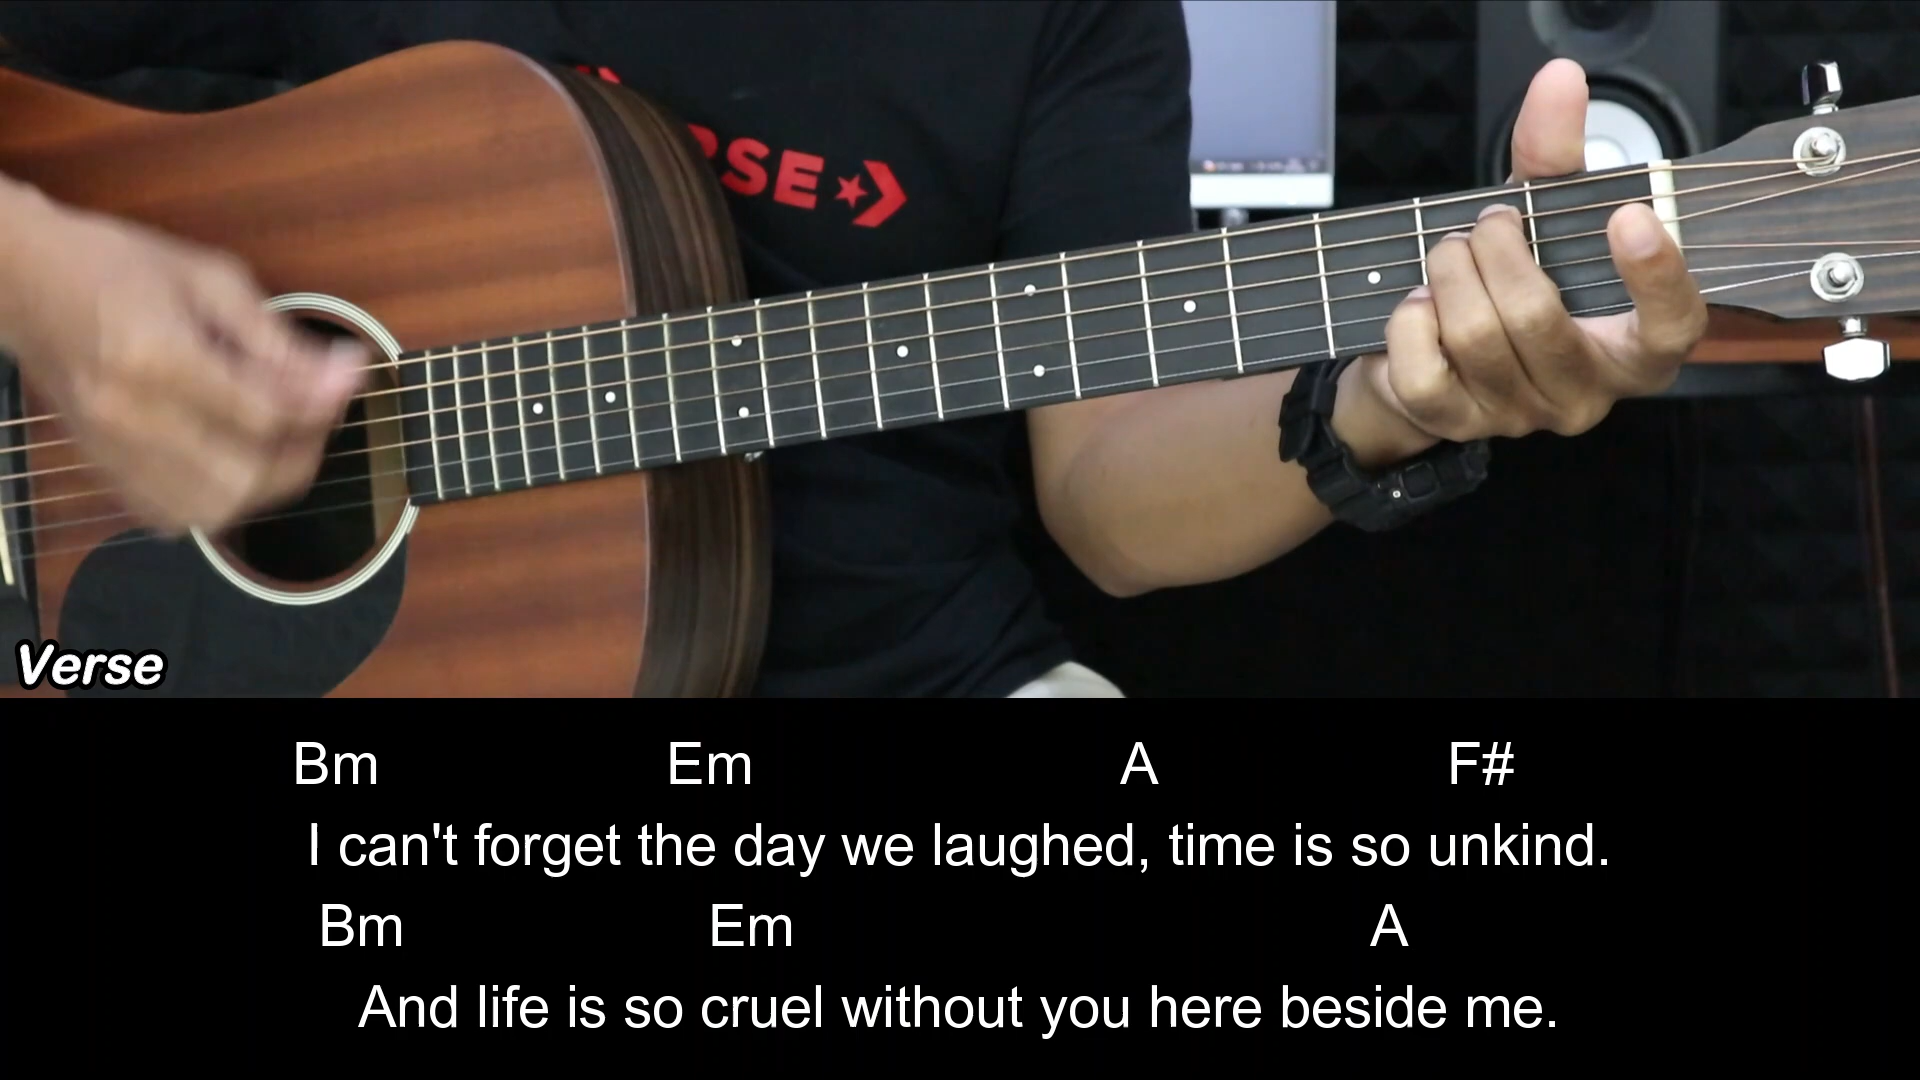 RSE
Verse
Bm Em A F#
I can't forget the day we laughed, time is so unkind.
Bm Em A
And life is so cruel without you here beside me.